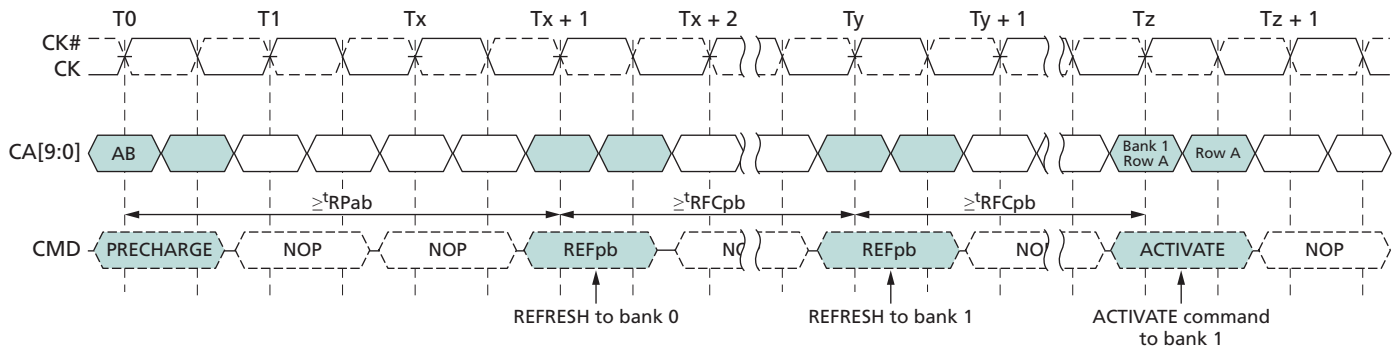 T0 T1 Tx Tx + 1 Tx + 2 Ty Ty + 1 Tz Tz + 1
CK#
CK
CA[9:0] AB Bank 1 Row A Row A
≥tRPab ≥tRFCpb ≥tRFCpb
CMD PRECHARGE NOP NOP REFpb NO REFpb NO ACTIVATE NOP
REFRESH to bank 0 REFRESH to bank 1 ACTIVATE command
to bank 1